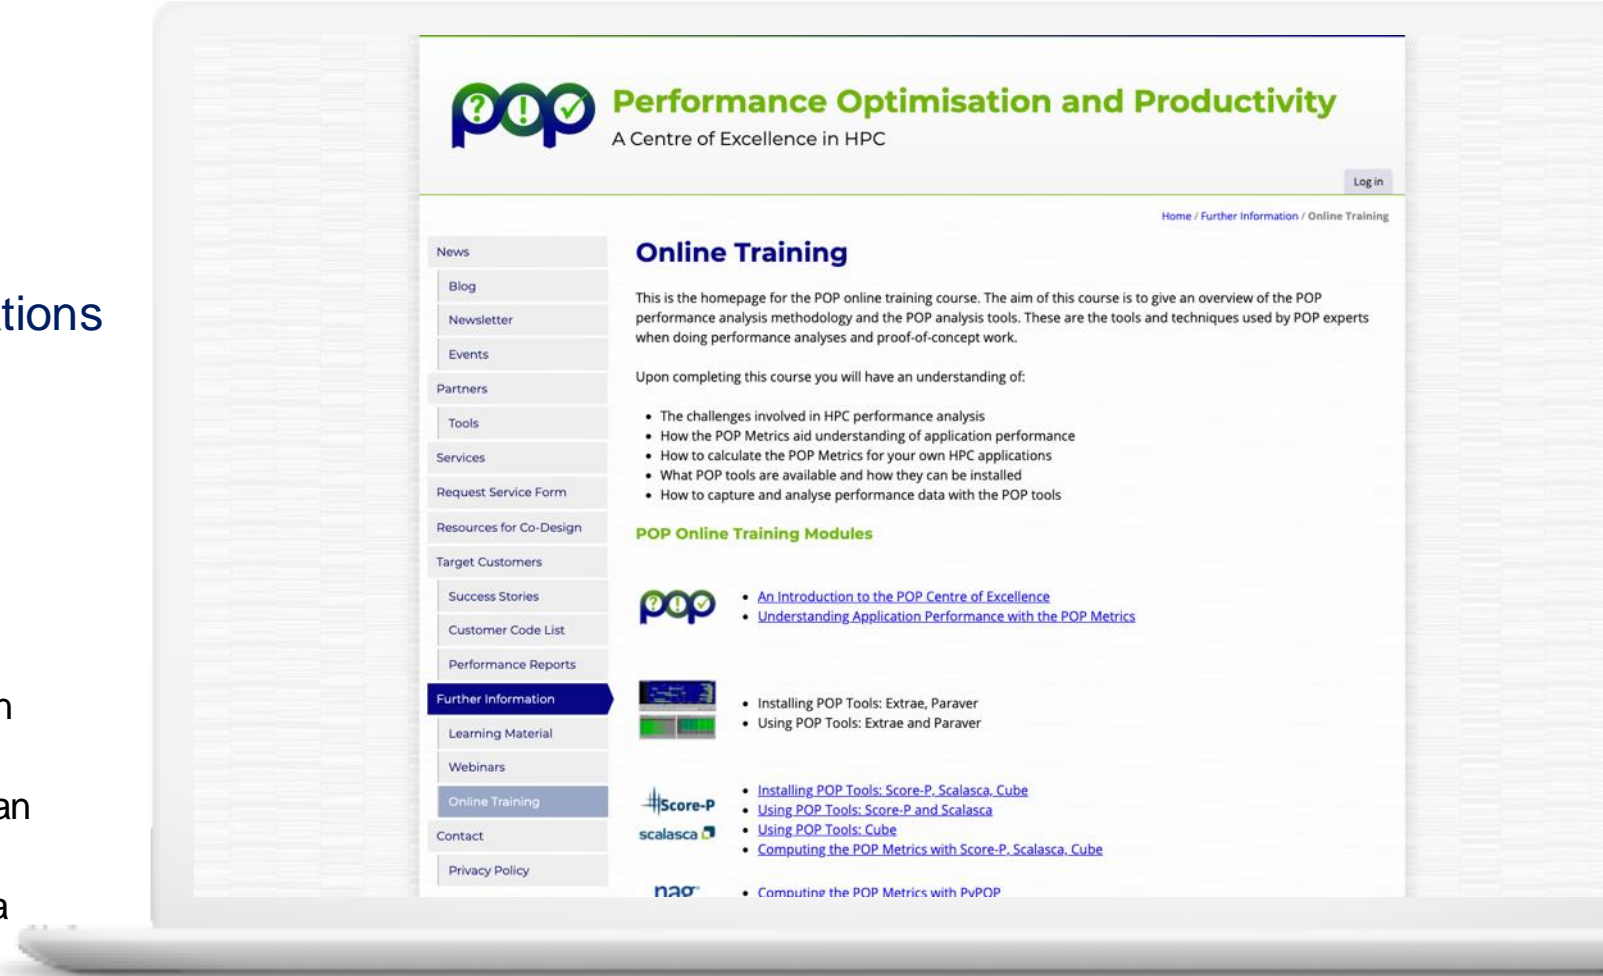 tions
n
an
a
pop
Performance Optimisation and Productivity
A Centre of Excellence in HPC
Log in
Home / Further Information / Online Training
News
Blog
Newsletter
Events
Partners
Tools
Services
Request Service Form
Resources for Co-Design
Target Customers
Success Stories
Customer Code List
Performance Reports
Further Information
Learning Material
Webinars
Online Training
Contact
Privacy Policy
Online Training
This is the homepage for the POP online training course. The aim of this course is to give an overview of the POP
performance analysis methodology and the POP analysis tools. These are the tools and techniques used by POP experts
when doing performance analyses and proof-of-concept work.
Upon completing this course you will have an understanding of:
• The challenges involved in HPC performance analysis
• How the POP Metrics aid understanding of application performance
• How to calculate the POP Metrics for your own HPC applications
• What POP tools are available and how they can be installed
• How to capture and analyse performance data with the POP tools
POP Online Training Modules
pop
• An Introduction to the POP Centre of Excellence
• Understanding Application Performance with the POP Metrics
• Installing POP Tools: Extrae, Paraver
• Using POP Tools: Extrae and Paraver
Score-P
scalasca
• Installing POP Tools: Score-P, Scalasca, Cube
• Using POP Tools: Score-P and Scalasca
• Using POP Tools: Cube
• Computing the POP Metrics with Score-P, Scalasca, Cube
nag
• Computing the POP Metrics with PyPOP